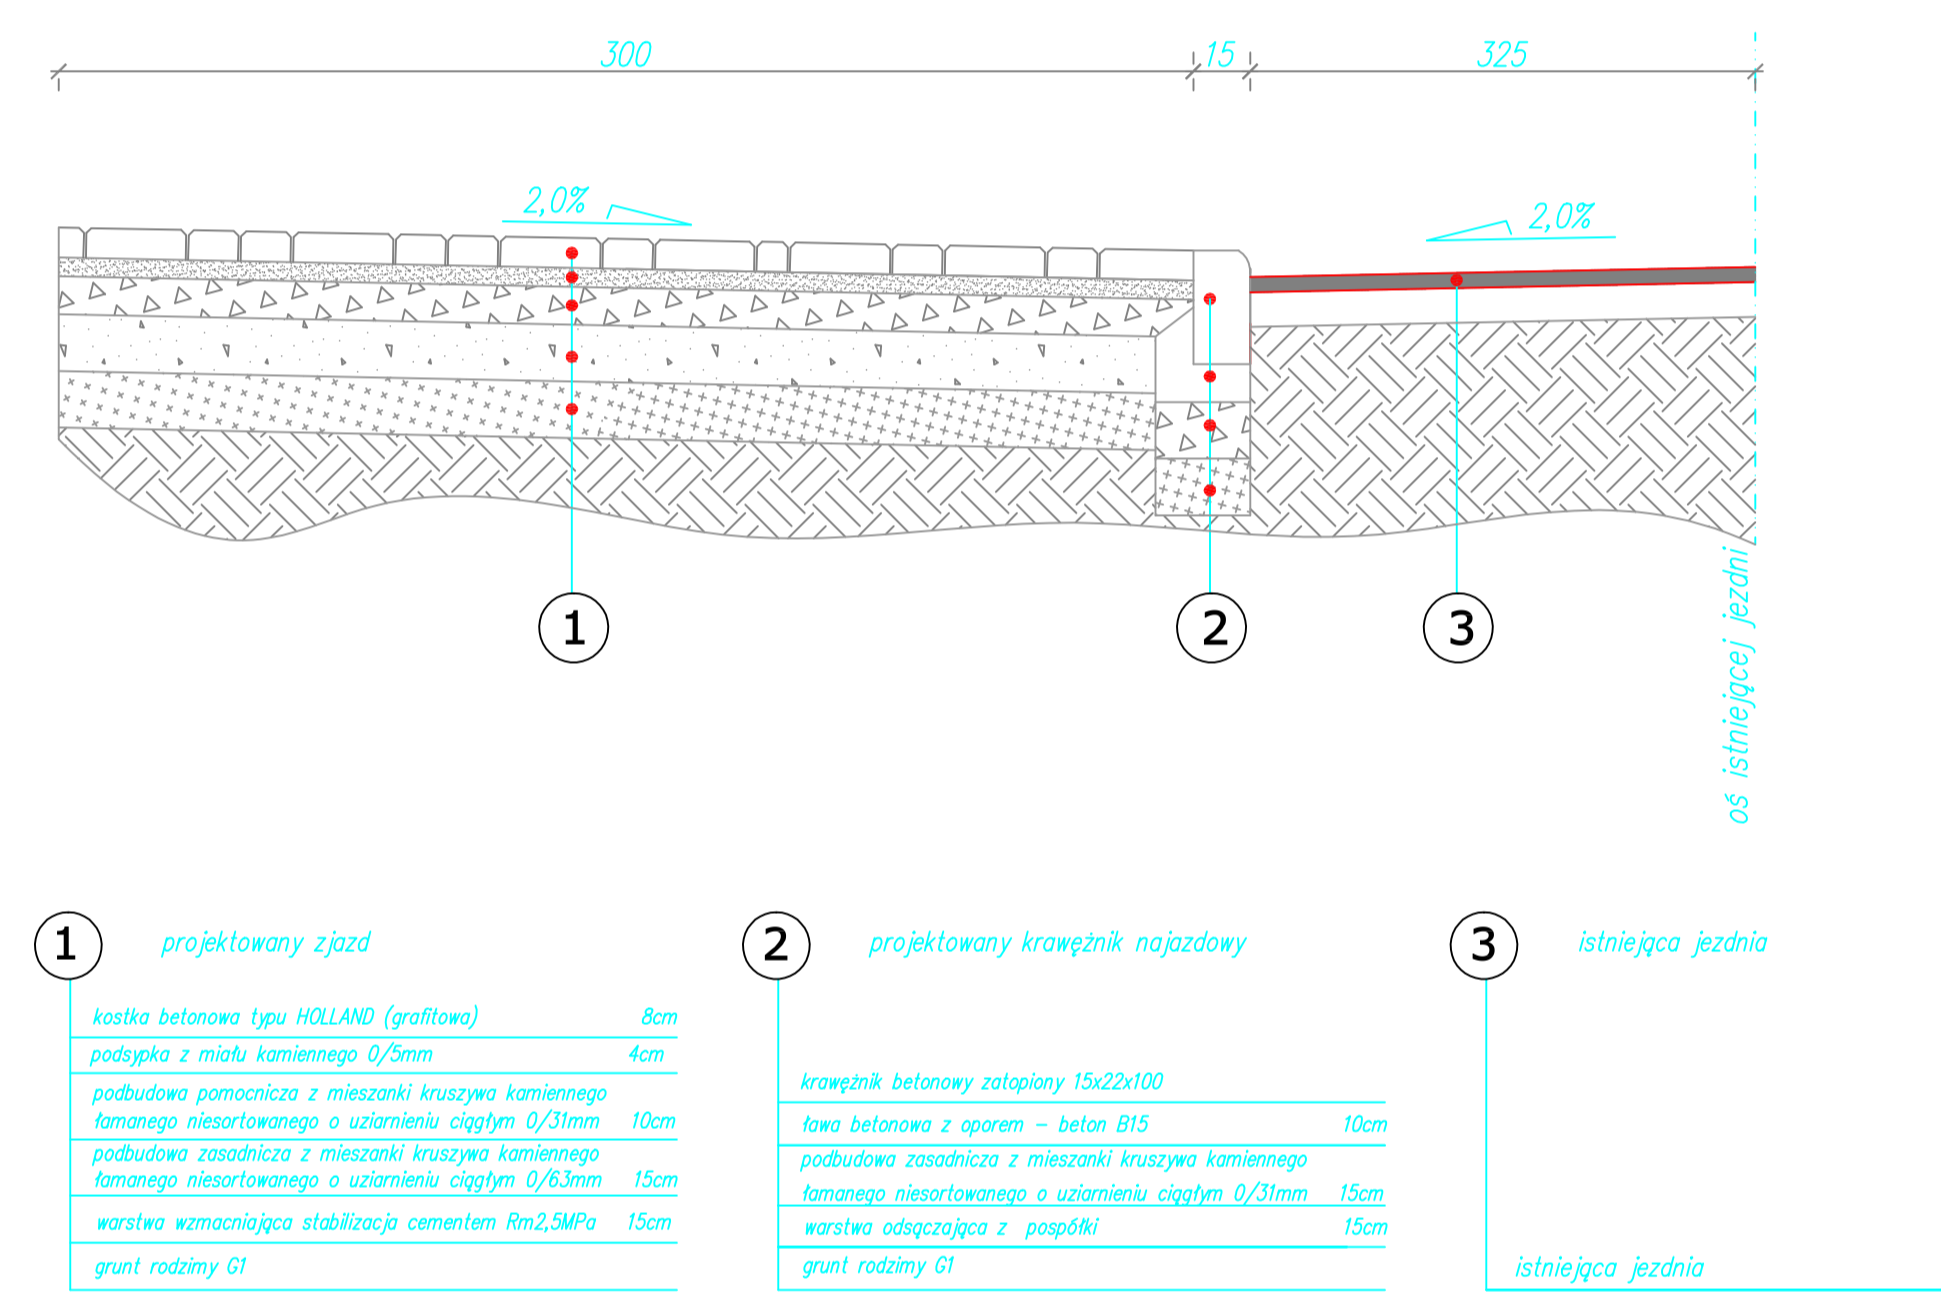 300 15 325
2,0%
2,0%
1 2 3
oś istniejącej jezdni
1 projektowany zjazd
kostka betonowa typu HOLLAND (grafitowa) 8cm
podsypka z miału kamiennego 0/5mm 4cm
podbudowa pomocnicza z mieszanki kruszywa kamiennego
łamanego niesortowanego o uziarnieniu ciągłym 0/31mm 10cm
podbudowa zasadnicza z mieszanki kruszywa kamiennego
łamanego niesortowanego o uziarnieniu ciągłym 0/63mm 15cm
warstwa wzmacniająca stabilizacja cementem Rm2,5MPa 15cm
grunt rodzimy G1
2 projektowany krawężnik najazdowy
krawężnik betonowy zatopiony 15x22x100
ława betonowa z oporem – beton B15 10cm
podbudowa zasadnicza z mieszanki kruszywa kamiennego
łamanego niesortowanego o uziarnieniu ciągłym 0/31mm 15cm
warstwa odsączająca z pospółki 15cm
grunt rodzimy G1
3 istniejąca jezdnia
istniejąca jezdnia